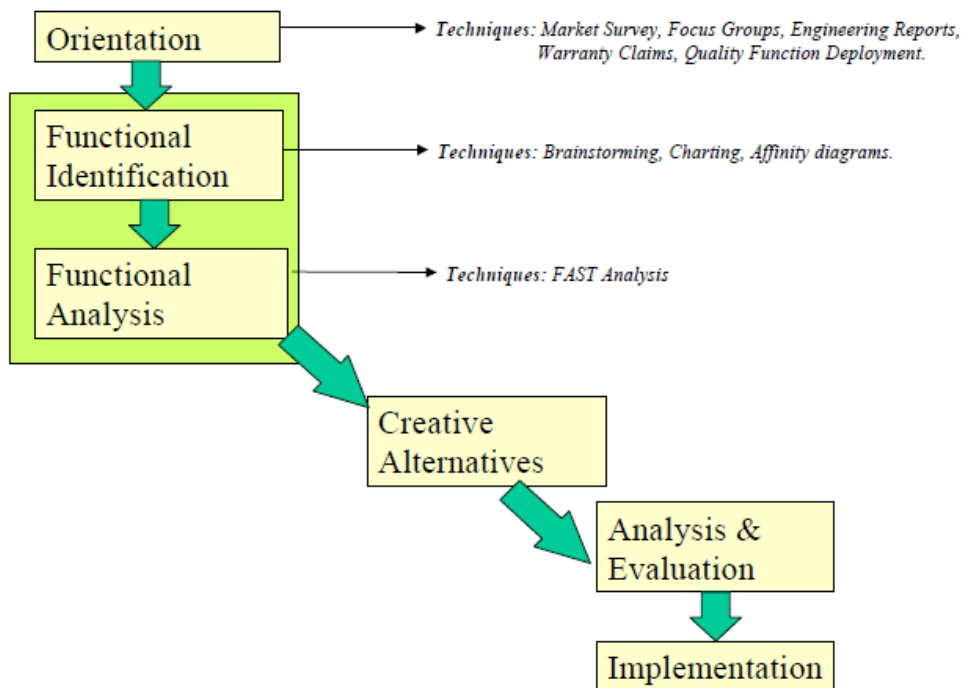 Orientation
Techniques: Market Survey, Focus Groups, Engineering Reports,
Warranty Claims, Quality Function Deployment.
Functional
Identification
Techniques: Brainstorming, Charting, Affinity diagrams.
Functional
Analysis
Techniques: FAST Analysis
Creative
Alternatives
Analysis &
Evaluation
Implementation